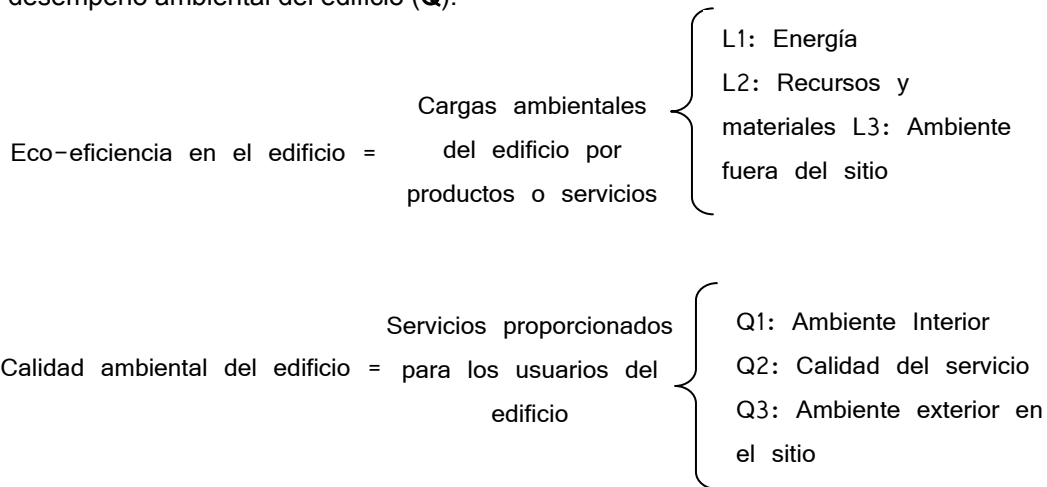 desempeño ambiental del edificio (Q).
L1: Energía
L2: Recursos y
materiales L3: Ambiente
fuera del sitio
Cargas ambientales
del edificio por
productos o servicios
Eco-eficiencia en el edificio =
Servicios proporcionados
para los usuarios del
edificio
Calidad ambiental del edificio =
Q1: Ambiente Interior
Q2: Calidad del servicio
Q3: Ambiente exterior en
el sitio